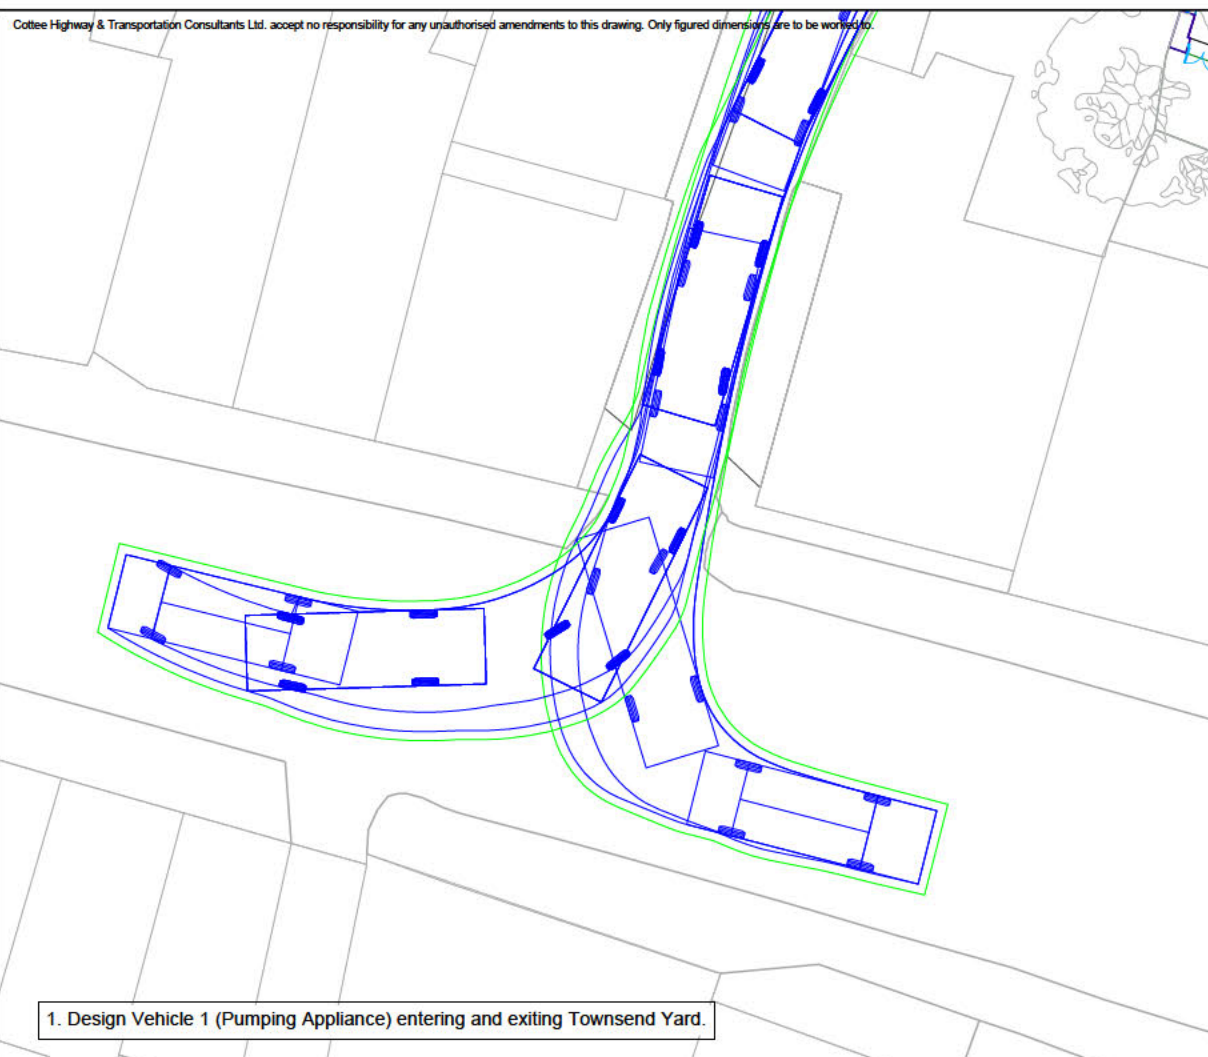 Cottee Highway & Transportation Consultants Ltd. accept no responsibility for any unauthorised amendments to this drawing. Only figured dimensions are to be worked to.
1. Design Vehicle 1 (Pumping Appliance) entering and exiting Townsend Yard.